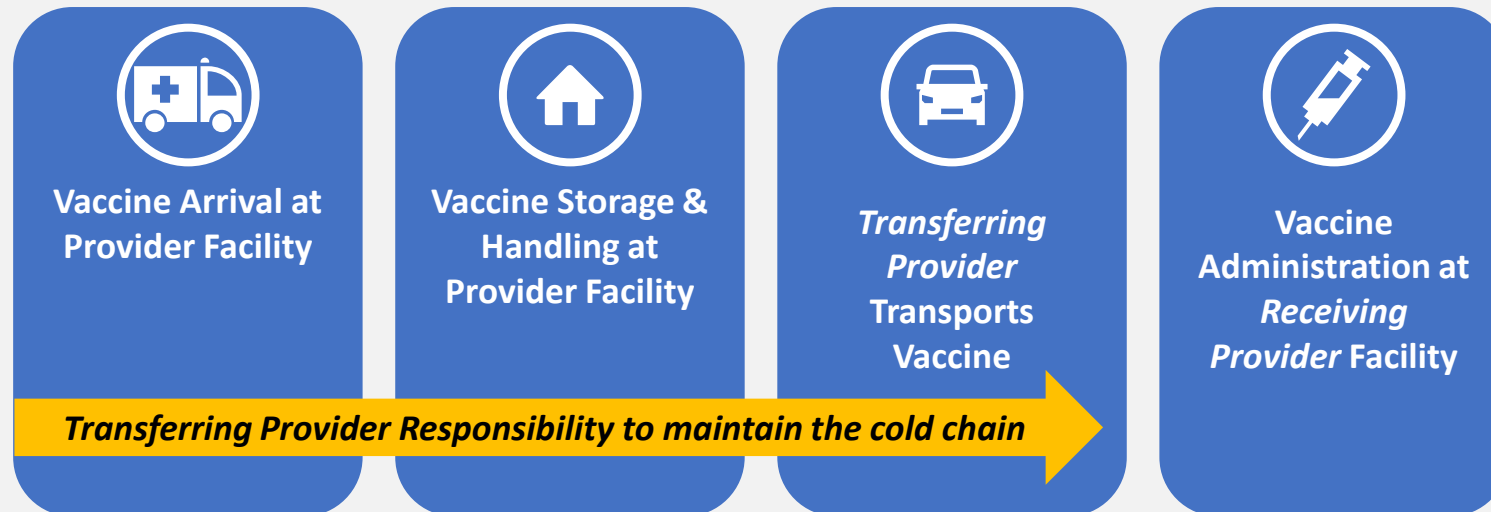 Vaccine Arrival at
Provider Facility
Vaccine Storage &
Handling at
Provider Facility
Transferring
Provider
Transports
Vaccine
Vaccine
Administration at
Receiving
Provider Facility
Transferring Provider Responsibility to maintain the cold chain